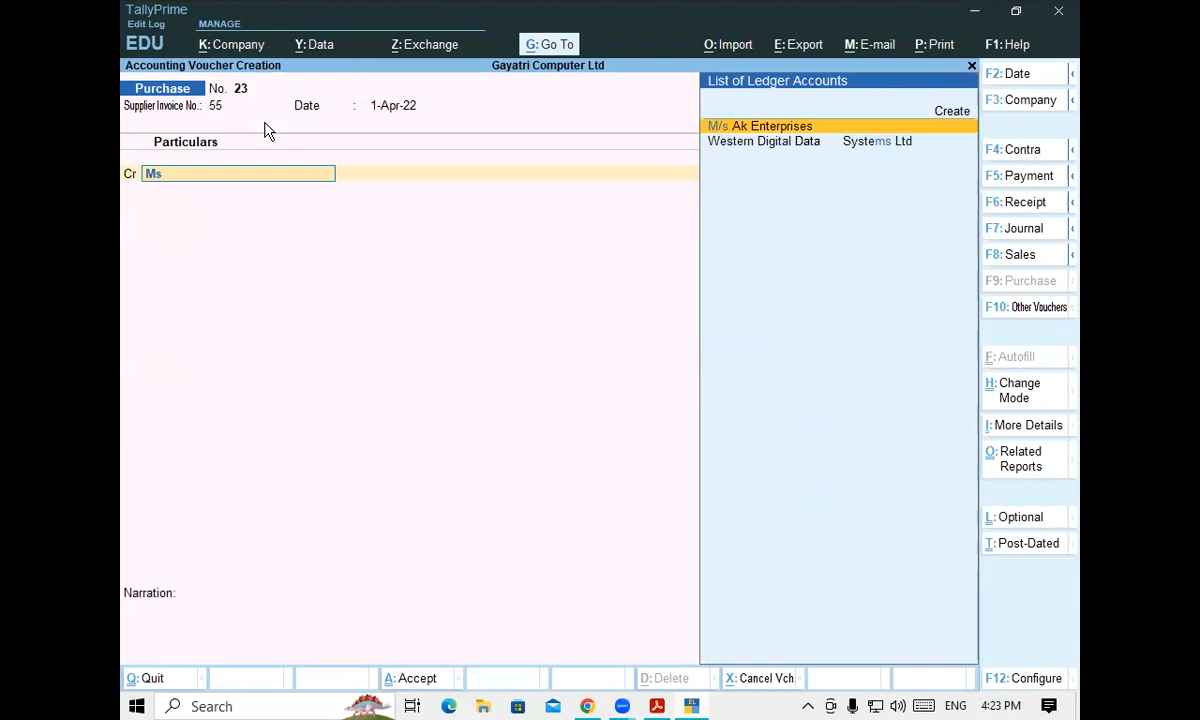 TallyPrime
Edit Log
MANAGE
EDU
K: Company
Y: Data
Z: Exchange
G: Go To
O: Import
E: Export
M: E-mail
P: Print
F1: Help
Accounting Voucher Creation
Gayatri Computer Ltd
Purchase No. 23
Supplier Invoice No.: 55 Date : 1-Apr-22
Particulars
Cr Ms
Narration:
List of Ledger Accounts
Create
M/s Ak Enterprises
Western Digital Data Systems Ltd
F2: Date
F3: Company
F4: Contra
F5: Payment
F6: Receipt
F7: Journal
F8: Sales
F9: Purchase
F10: Other Vouchers
F: Autofill
H: Change
Mode
I: More Details
O: Related
Reports
L: Optional
T: Post-Dated
Q: Quit
A: Accept
D: Delete
X: Cancel Vch
F12: Configure
Search
EL
ENG
4:23 PM